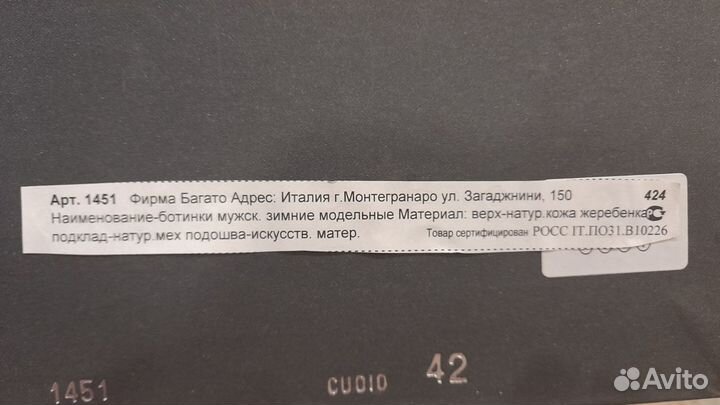 Арт. 1451 Фирма Багато Адрес: Италия г.Монтегранаро ул. Загаджнини, 150 424
Наименование-ботинки мужск. зимние модельные Материал: верх-натур.кожа жеребенка
подклад-натур.мех подошва-искусств. матер. Товар сертифицирован РОСС IT.ПО31.В10226
1451 CUOIO 42
Avito